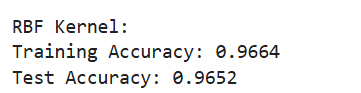 RBF Kernel:
Training Accuracy: 0.9664
Test Accuracy: 0.9652